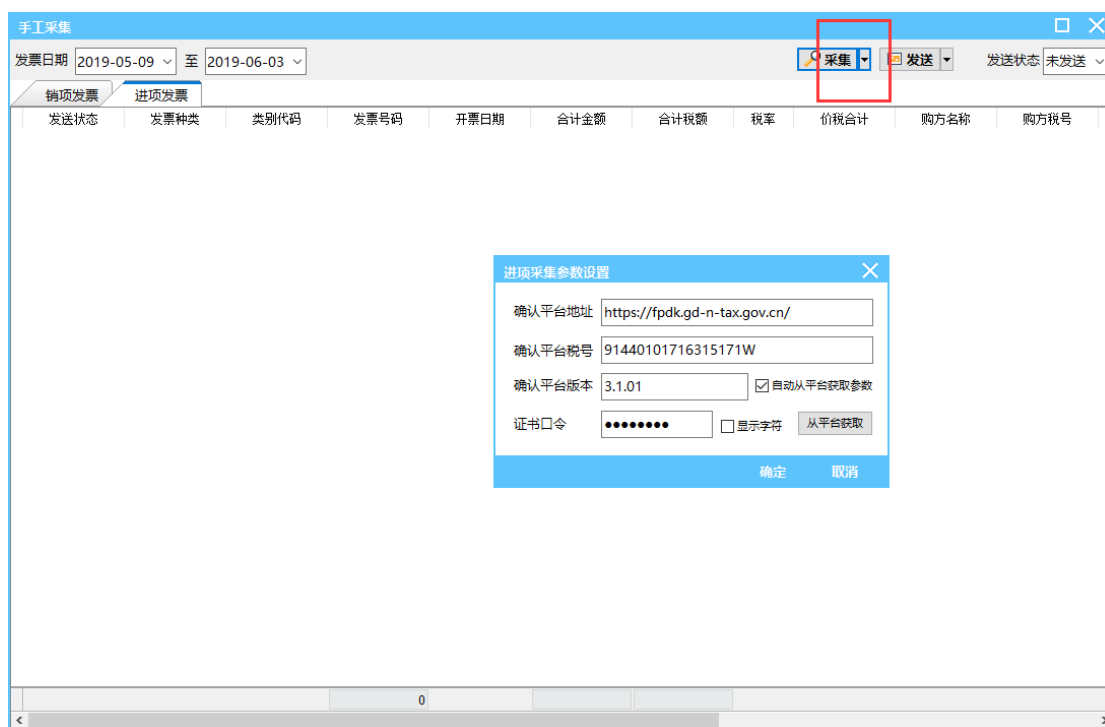 手工采集
发票日期 2019-05-09 至 2019-06-03 采集 发送 发送状态 未发送
销项发票 进项发票
发送状态 发票种类 类别代码 发票号码 开票日期 合计金额 合计税额 税率 价税合计 购方名称 购方税号
进项采集参数设置
确认平台地址 https://fpdk.gd-n-tax.gov.cn/
确认平台税号 91440101716315171W
确认平台版本 3.1.01 自动从平台获取参数
证书口令 ●●●●●●●● 显示字符 从平台获取
确定 取消
0